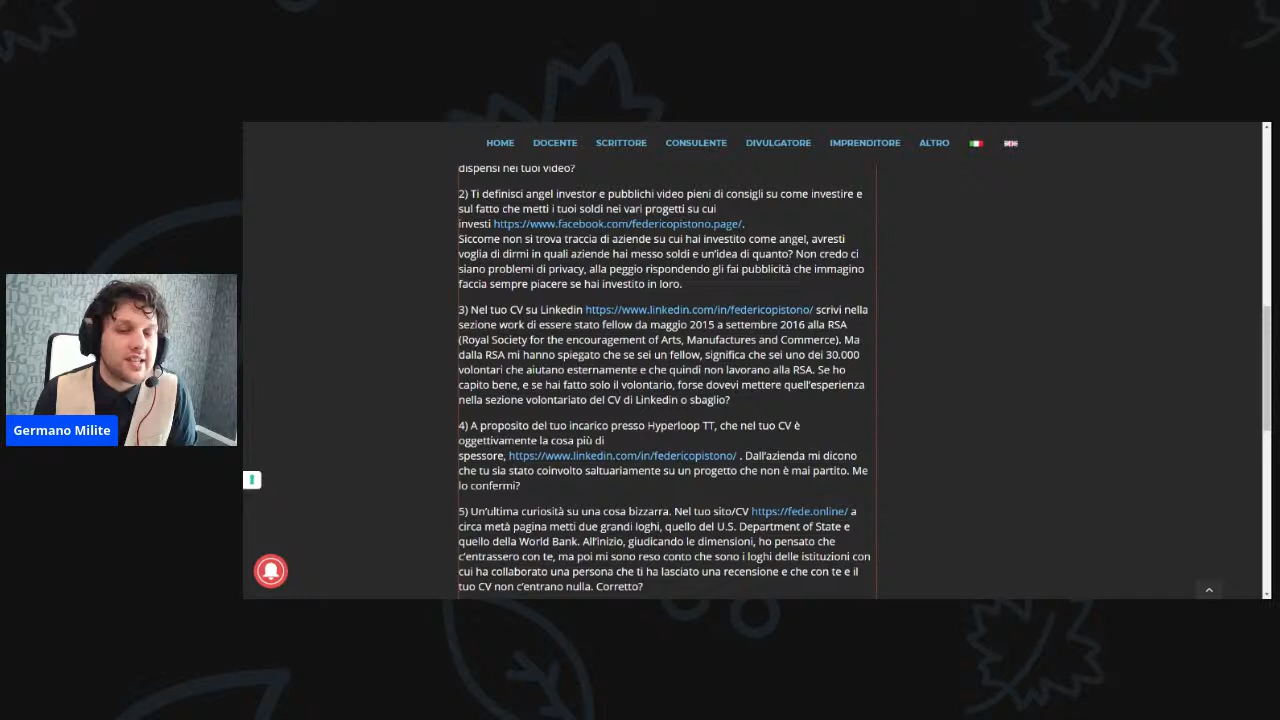 HOME DOCENTE SCRITTORE CONSULENTE DIVULGATORE IMPRENDITORE ALTRO
dispensi nei tuoi video?
2) Ti definisci angel investor e pubblichi video pieni di consigli su come investire e
sul fatto che metti i tuoi soldi nei vari progetti su cui
investi https://www.facebook.com/federicopistono.page/.
Siccome non si trova traccia di aziende su cui hai investito come angel, avresti
voglia di dirmi in quali aziende hai messo soldi e un'idea di quanto? Non credo ci
siano problemi di privacy, alla peggio rispondendo gli fai pubblicità che immagino
faccia sempre piacere se hai investito in loro.
3) Nel tuo CV su Linkedin https://www.linkedin.com/in/federicopistono/ scrivi nella
sezione work di essere stato fellow da maggio 2015 a settembre 2016 alla RSA
(Royal Society for the encouragement of Arts, Manufactures and Commerce). Ma
dalla RSA mi hanno spiegato che se sei un fellow, significa che sei uno dei 30.000
volontari che aiutano esternamente e che quindi non lavorano alla RSA. Se ho
capito bene, e se hai fatto solo il volontario, forse dovevi mettere quell'esperienza
nella sezione volontariato del CV di Linkedin o sbaglio?
4) A proposito del tuo incarico presso Hyperloop TT, che nel tuo CV è
oggettivamente la cosa più di
spessore, https://www.linkedin.com/in/federicopistono/ . Dall'azienda mi dicono
che tu sia stato coinvolto saltuariamente su un progetto che non è mai partito. Me
lo confermi?
5) Un'ultima curiosità su una cosa bizzarra. Nel tuo sito/CV https://fede.online/ a
circa metà pagina metti due grandi loghi, quello del U.S. Department of State e
quello della World Bank. All'inizio, giudicando le dimensioni, ho pensato che
c'entrassero con te, ma poi mi sono reso conto che sono i loghi delle istituzioni con
cui ha collaborato una persona che ti ha lasciato una recensione e che con te e il
tuo CV non c'entrano nulla. Corretto?
Germano Milite